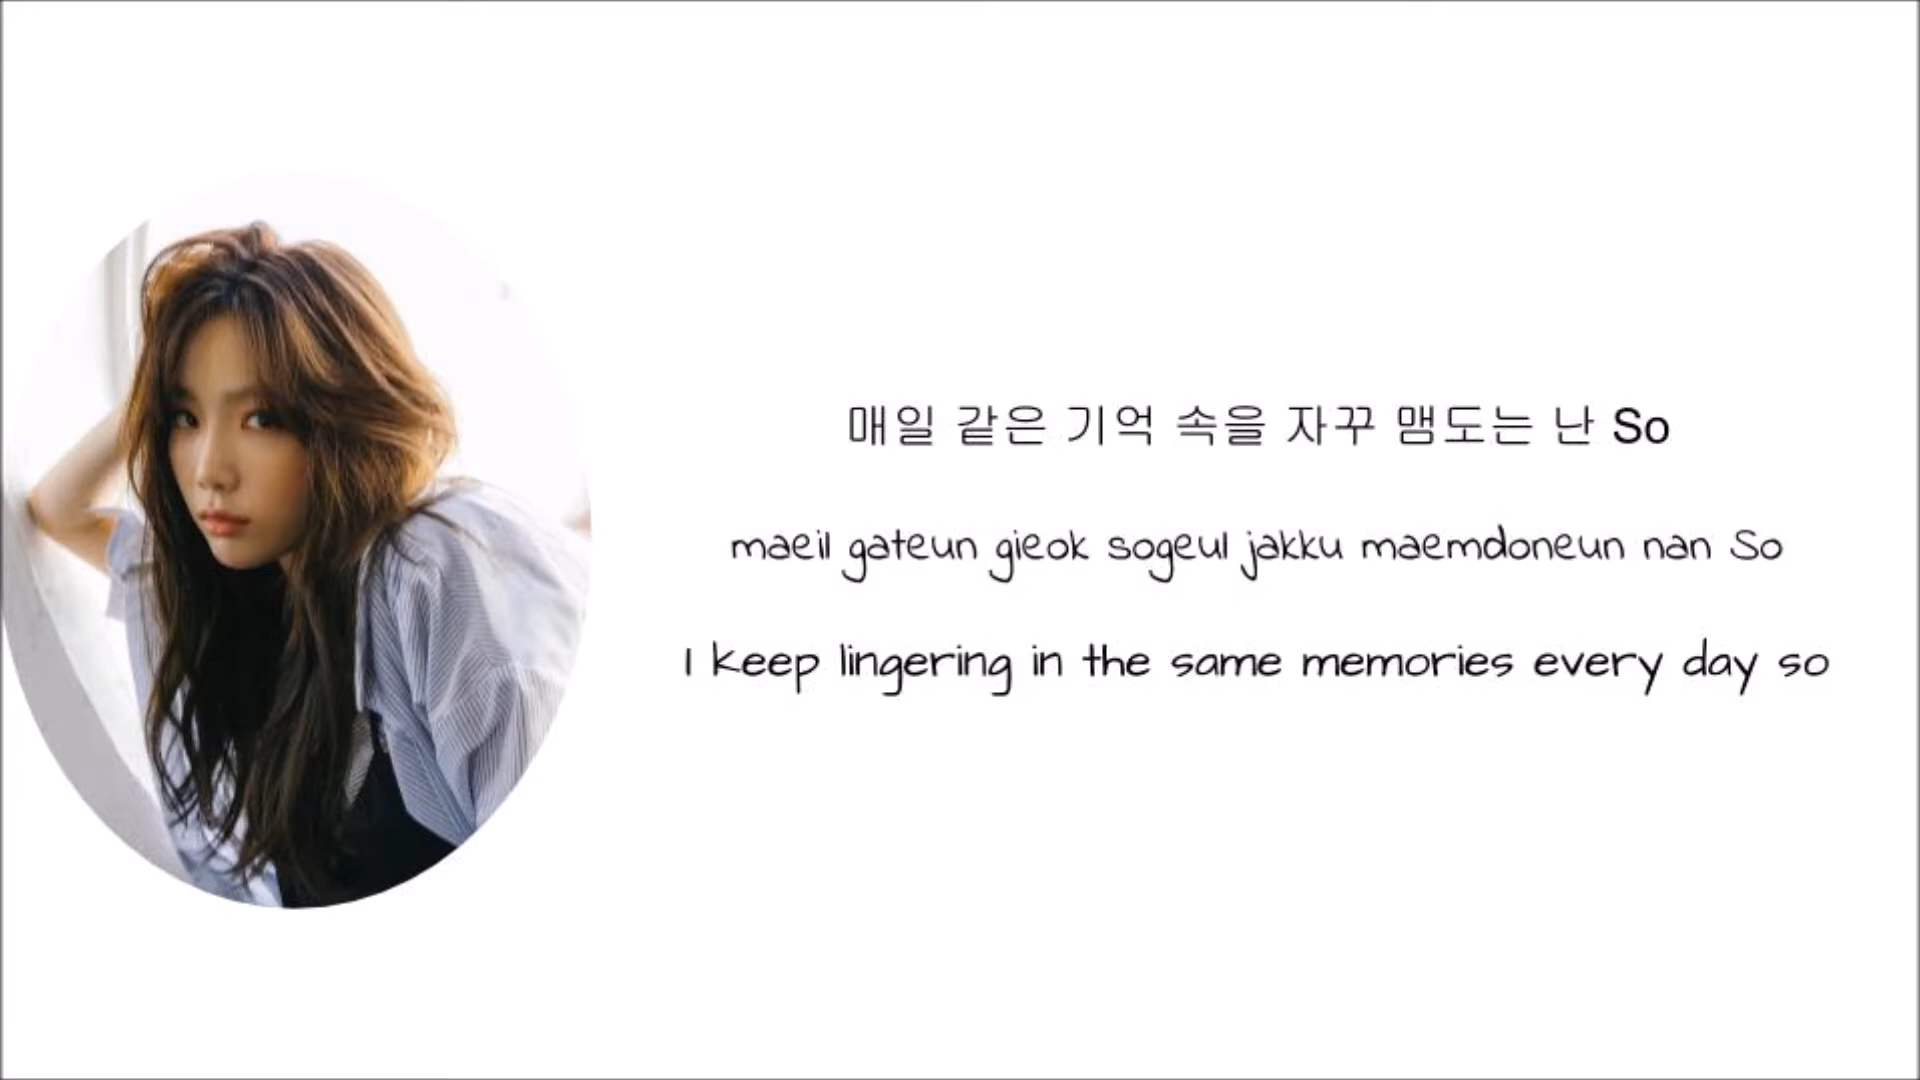 매일 같은 기억 속을 자꾸 맴도는 난 So
maeil gateun gieok sogeul jakku maemdoneun nan So
I keep lingering in the same memories every day so